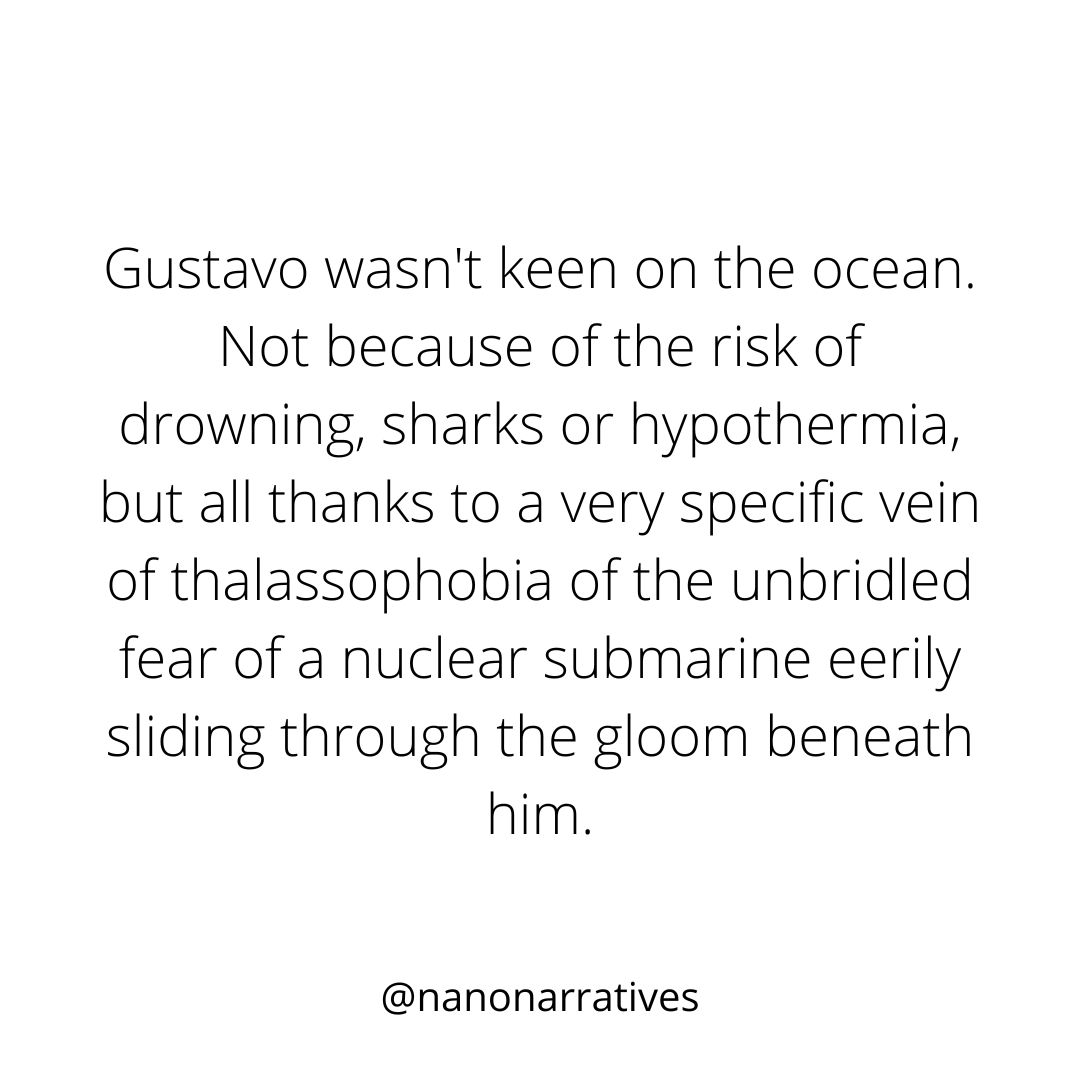 Gustavo wasn't keen on the ocean.
Not because of the risk of
drowning, sharks or hypothermia,
but all thanks to a very specific vein
of thalassophobia of the unbridled
fear of a nuclear submarine eerily
sliding through the gloom beneath
him.
@nanonarratives